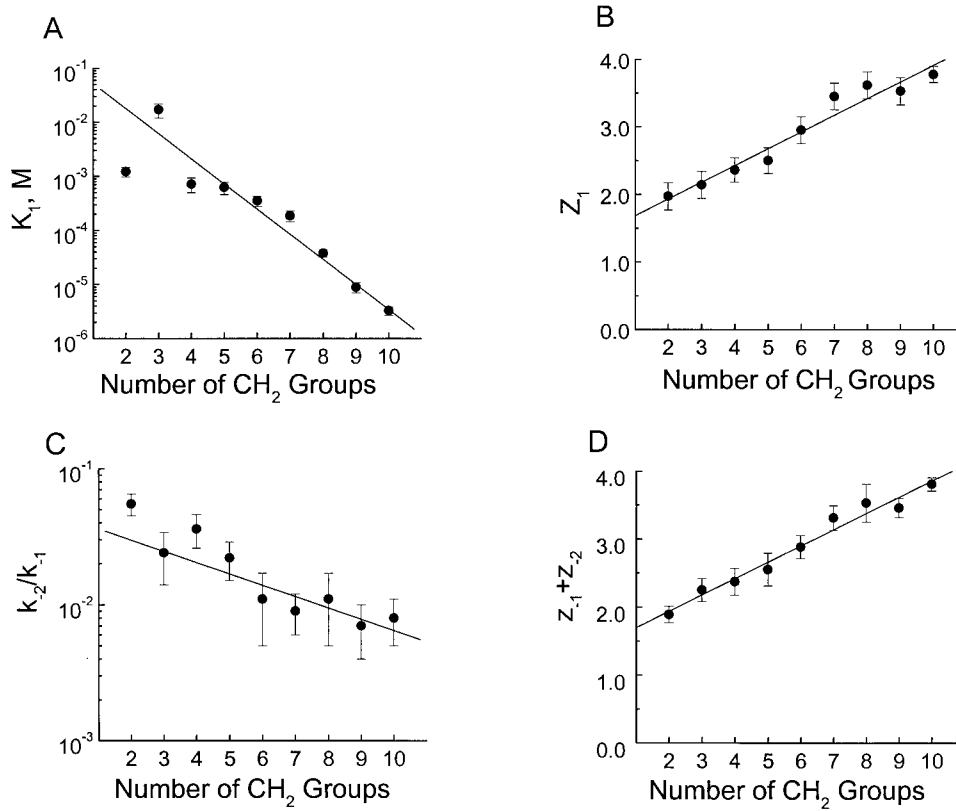 A
K₁, M
10⁻¹
10⁻²
10⁻³
10⁻⁴
10⁻⁵
10⁻⁶
2 3 4 5 6 7 8 9 10
Number of CH₂ Groups
B
Z₁
4.0
3.0
2.0
1.0
0.0
2 3 4 5 6 7 8 9 10
Number of CH₂ Groups
C
k₋₂/k₋₁
10⁻¹
10⁻²
10⁻³
2 3 4 5 6 7 8 9 10
Number of CH₂ Groups
D
z₋₁+z₋₂
4.0
3.0
2.0
1.0
0.0
2 3 4 5 6 7 8 9 10
Number of CH₂ Groups